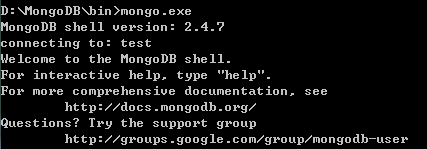 D:\MongoDB\bin>mongo.exe
MongoDB shell version: 2.4.7
connecting to: test
Welcome to the MongoDB shell.
For interactive help, type "help".
For more comprehensive documentation, see
http://docs.mongodb.org/
Questions? Try the support group
http://groups.google.com/group/mongodb-user